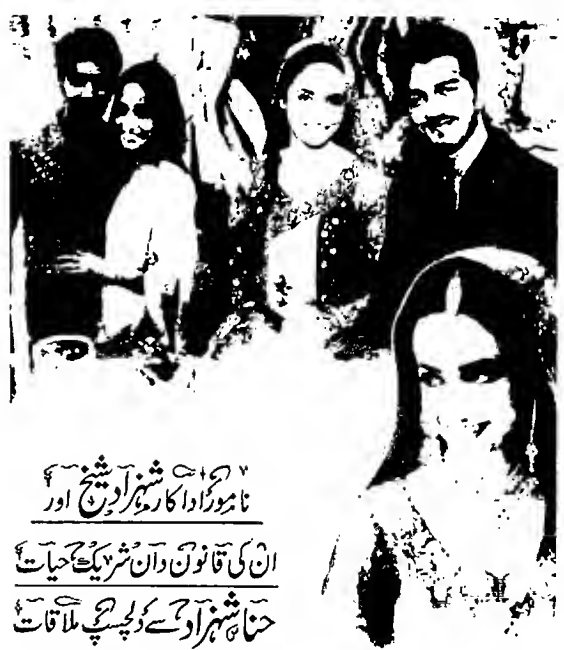 نامور اداکار شہزاد شیخ اور
ان کی قانون دان شریک حیات
حنا شہزاد سے دلچسپ ملاقات